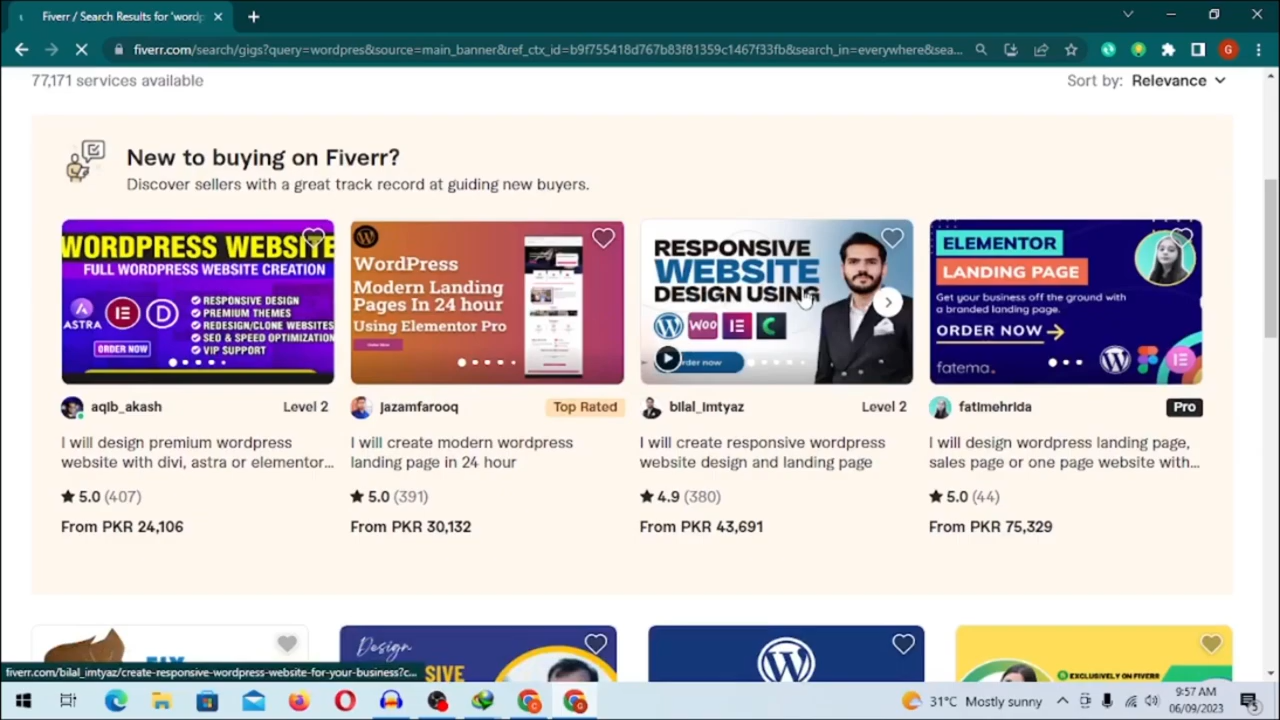 Fiverr / Search Results for 'wordp
fiverr.com/search/gigs?query=wordpres&source=main_banner&ref_ctx_id=b9f755418d767b83f81359c1467f33fb&search_in=everywhere&sea...
G
77,171 services available
Sort by: Relevance
New to buying on Fiverr?
Discover sellers with a great track record at guiding new buyers.
WORDPRESS WEBSITE
FULL WORDPRESS WEBSITE CREATION
RESPONSIVE DESIGN
PREMIUM THEMES
REDESIGN/CLONE WEBSITES
SEO & SPEED OPTIMIZATION
VIP SUPPORT
ASTRA
ORDER NOW
WordPress
Modern Landing
Pages In 24 hour
Using Elementor Pro
RESPONSIVE
WEBSITE
DESIGN USING
Woo
rder now
ELEMENTOR
LANDING PAGE
Get your business off the ground with
a branded landing page.
ORDER NOW
fatema.
aqib_akash Level 2
jazamfarooq Top Rated
bilal_imtyaz Level 2
fatimehrida Pro
I will design premium wordpress
website with divi, astra or elementor...
I will create modern wordpress
landing page in 24 hour
I will create responsive wordpress
website design and landing page
I will design wordpress landing page,
sales page or one page website with...
5.0 (407)
5.0 (391)
4.9 (380)
5.0 (44)
From PKR 24,106
From PKR 30,132
From PKR 43,691
From PKR 75,329
Design
SIVE
EXCLUSIVELY ON FIVERR
fiverr.com/bilal_imtyaz/create-responsive-wordpress-website-for-your-business?c...
31°C Mostly sunny
9:57 AM
06/09/2023
5